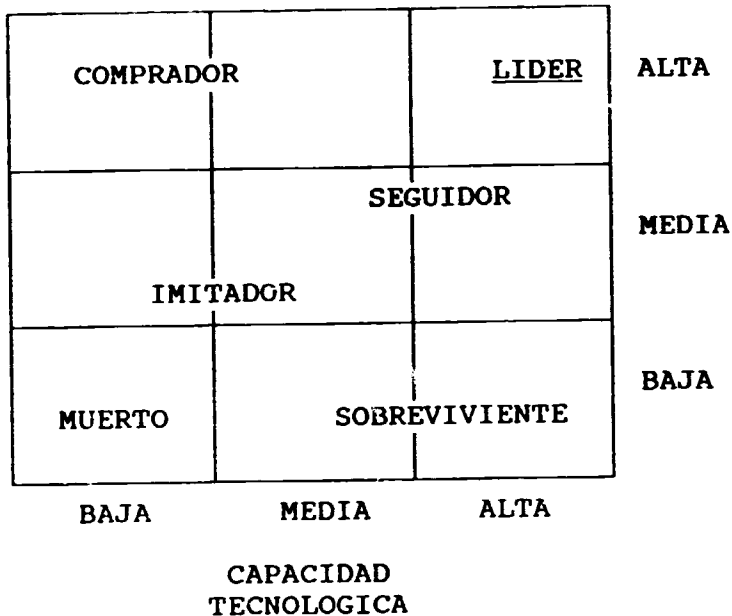 COMPRADOR LIDER ALTA
SEGUIDOR
MEDIA
IMITADOR
BAJA
MUERTO SOBREVIVIENTE
BAJA MEDIA ALTA
CAPACIDAD
TECNOLOGICA